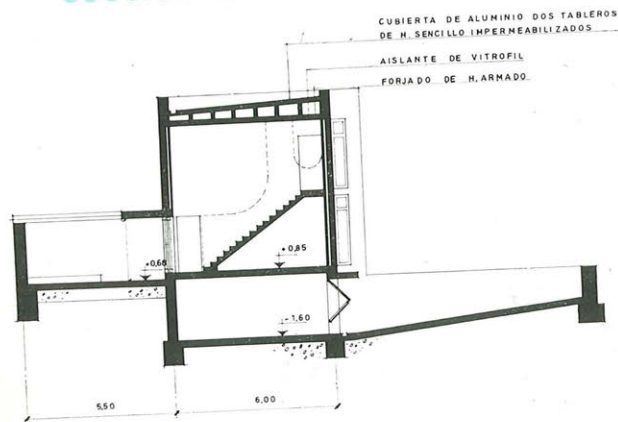 CUBIERTA DE ALUMINIO DOS TABLEROS
DE H. SENCILLO IMPERMEABILIZADOS
AISLANTE DE VITROFIL
FORJADO DE H. ARMADO
+0,68
+0,85
-1,60
5,50
6,00